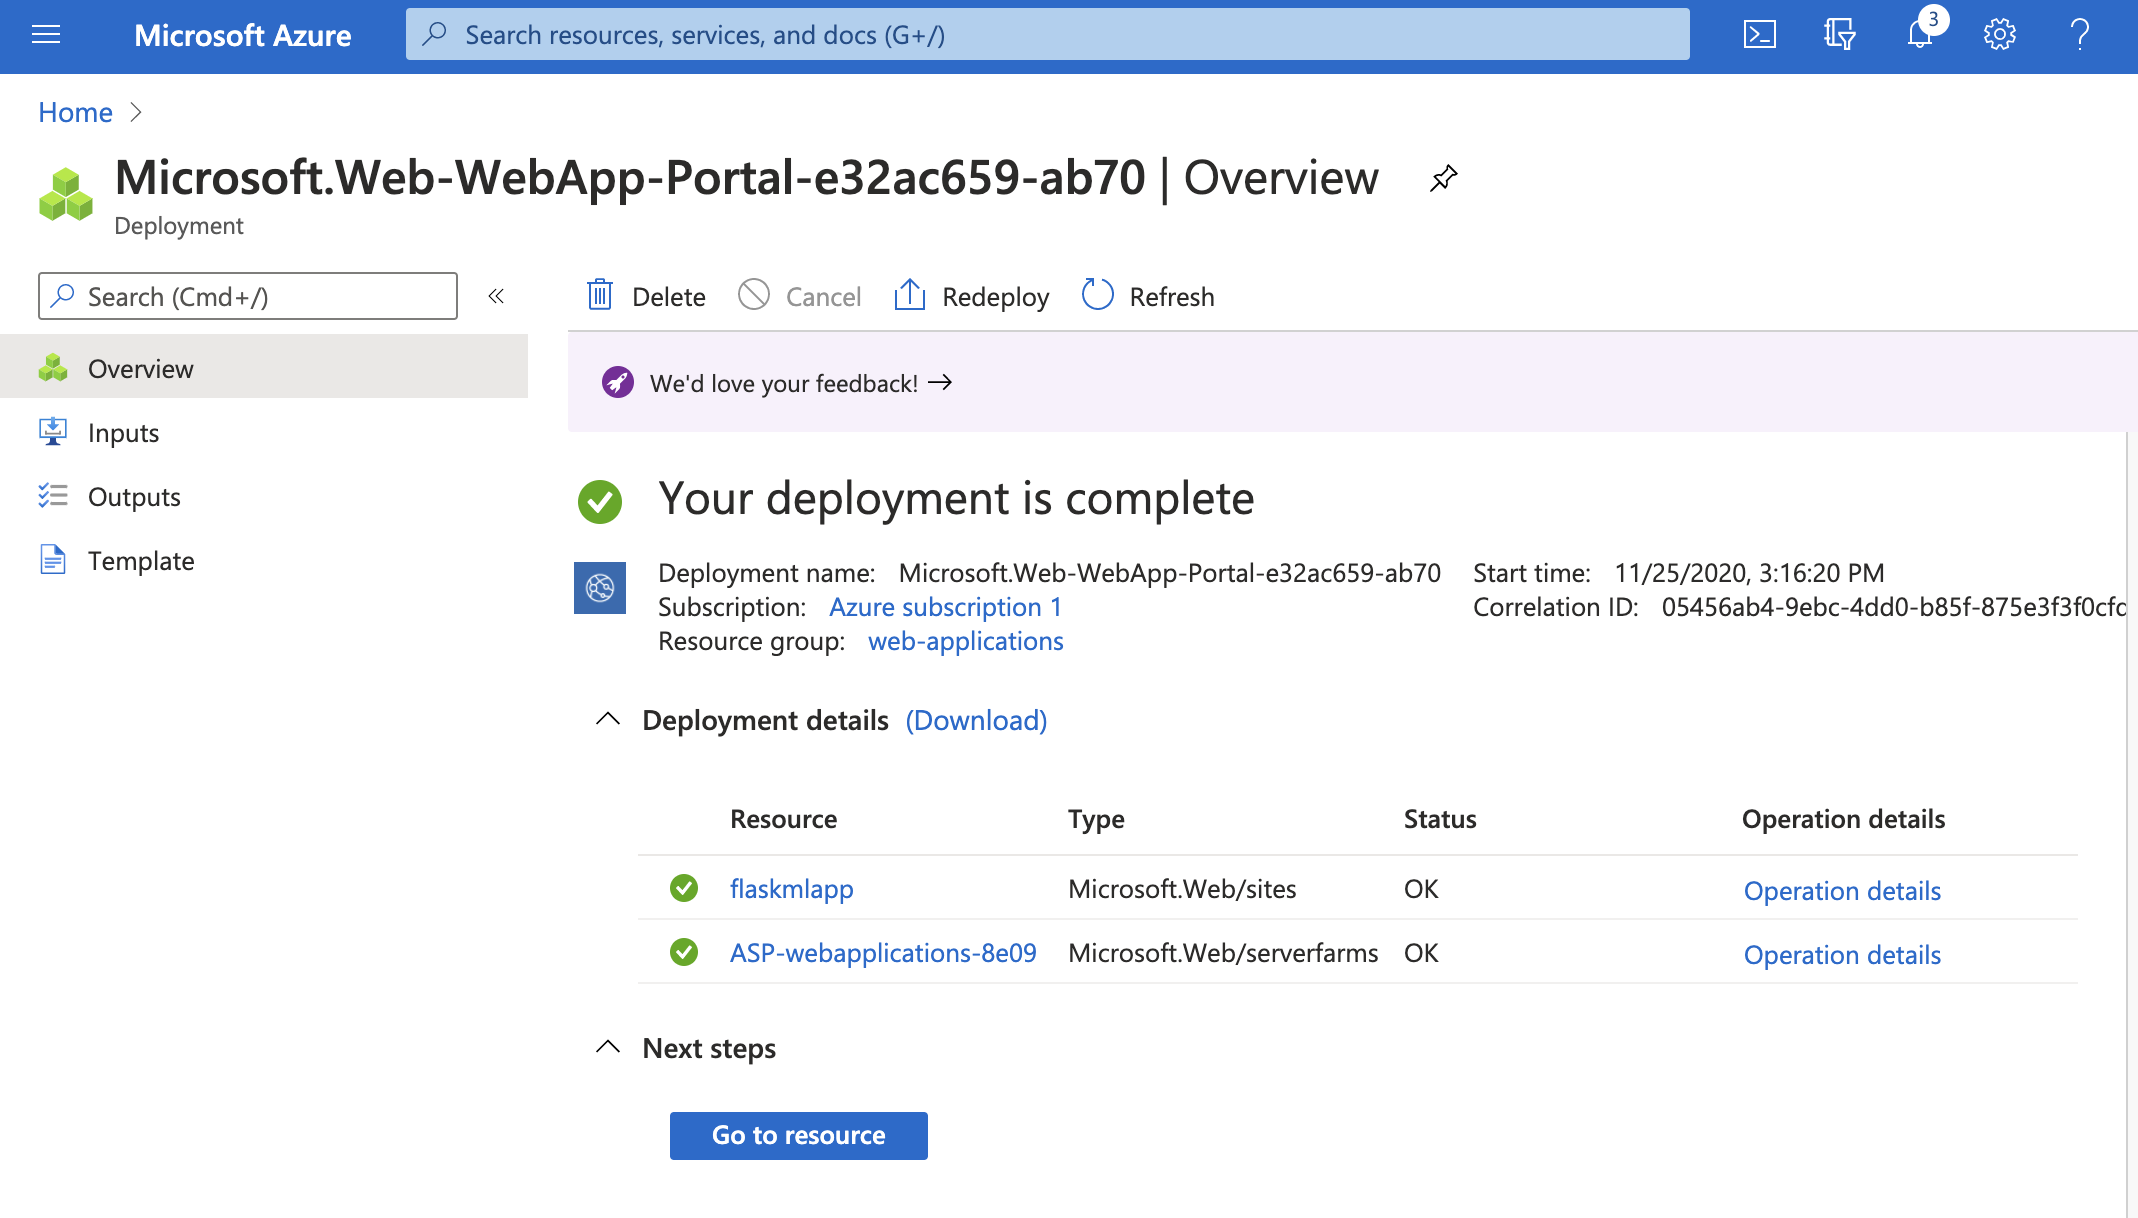 Microsoft Azure
Search resources, services, and docs (G+/)
3
?
Home
Microsoft.Web-WebApp-Portal-e32ac659-ab70 | Overview
Deployment
Search (Cmd+/)
«
Overview
Inputs
Outputs
Template
Delete Cancel Redeploy Refresh
We'd love your feedback! →
Your deployment is complete
Deployment name: Microsoft.Web-WebApp-Portal-e32ac659-ab70 Start time: 11/25/2020, 3:16:20 PM
Subscription: Azure subscription 1 Correlation ID: 05456ab4-9ebc-4dd0-b85f-875e3f3f0cfc
Resource group: web-applications
Deployment details (Download)
Resource Type Status Operation details
flaskmlapp Microsoft.Web/sites OK Operation details
ASP-webapplications-8e09 Microsoft.Web/serverfarms OK Operation details
Next steps
Go to resource